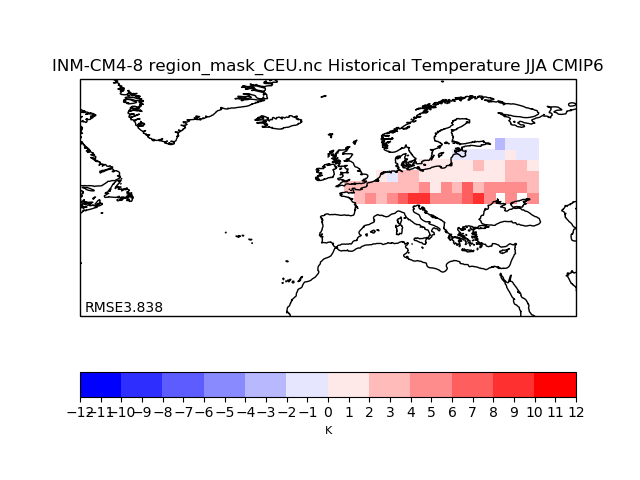 INM-CM4-8 region_mask_CEU.nc Historical Temperature JJA CMIP6
RMSE3.838
−12−11−10−9 −8 −7 −6 −5 −4 −3 −2 −1 0 1 2 3 4 5 6 7 8 9 10 11 12
K